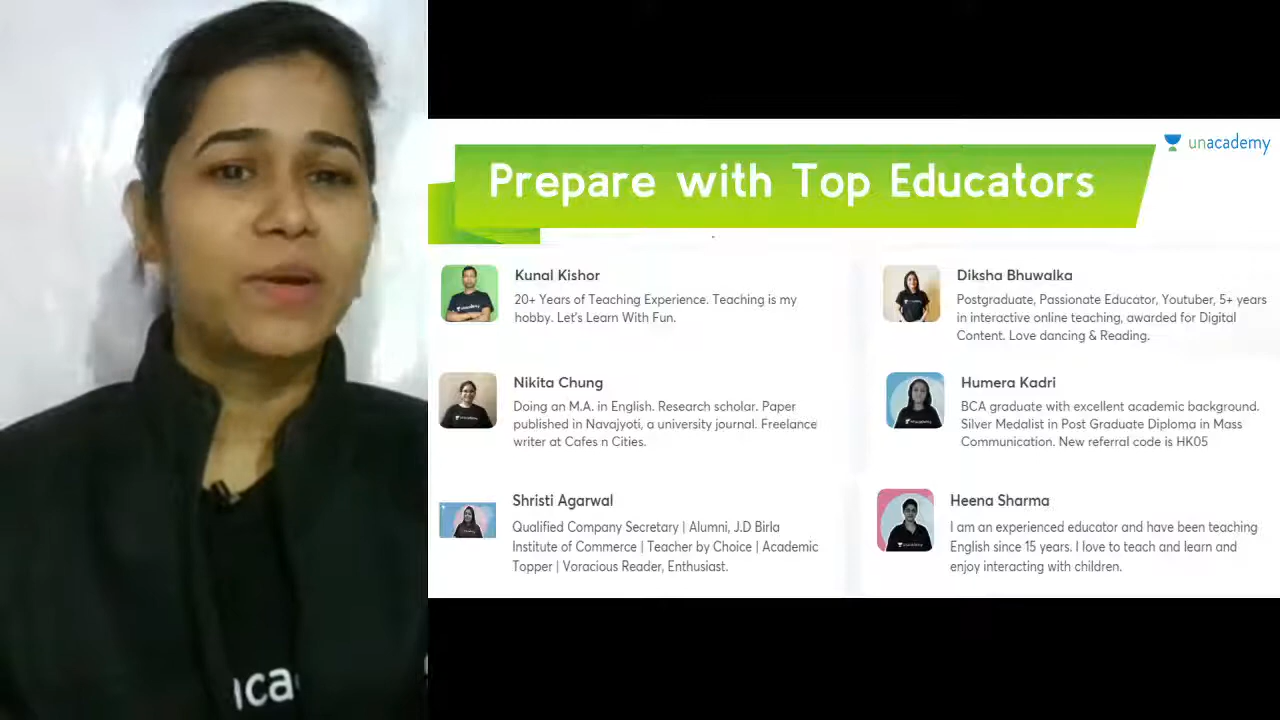 unacademy
Prepare with Top Educators
Kunal Kishor
20+ Years of Teaching Experience. Teaching is my
hobby. Let's Learn With Fun.
Diksha Bhuwalka
Postgraduate, Passionate Educator, Youtuber, 5+ years
in interactive online teaching, awarded for Digital
Content. Love dancing & Reading.
Nikita Chung
Doing an M.A. in English. Research scholar. Paper
published in Navajyoti, a university journal. Freelance
writer at Cafes n Cities.
Humera Kadri
BCA graduate with excellent academic background.
Silver Medalist in Post Graduate Diploma in Mass
Communication. New referral code is HK05
Shristi Agarwal
Qualified Company Secretary | Alumni, J.D Birla
Institute of Commerce | Teacher by Choice | Academic
Topper | Voracious Reader, Enthusiast.
Heena Sharma
I am an experienced educator and have been teaching
English since 15 years. I love to teach and learn and
enjoy interacting with children.